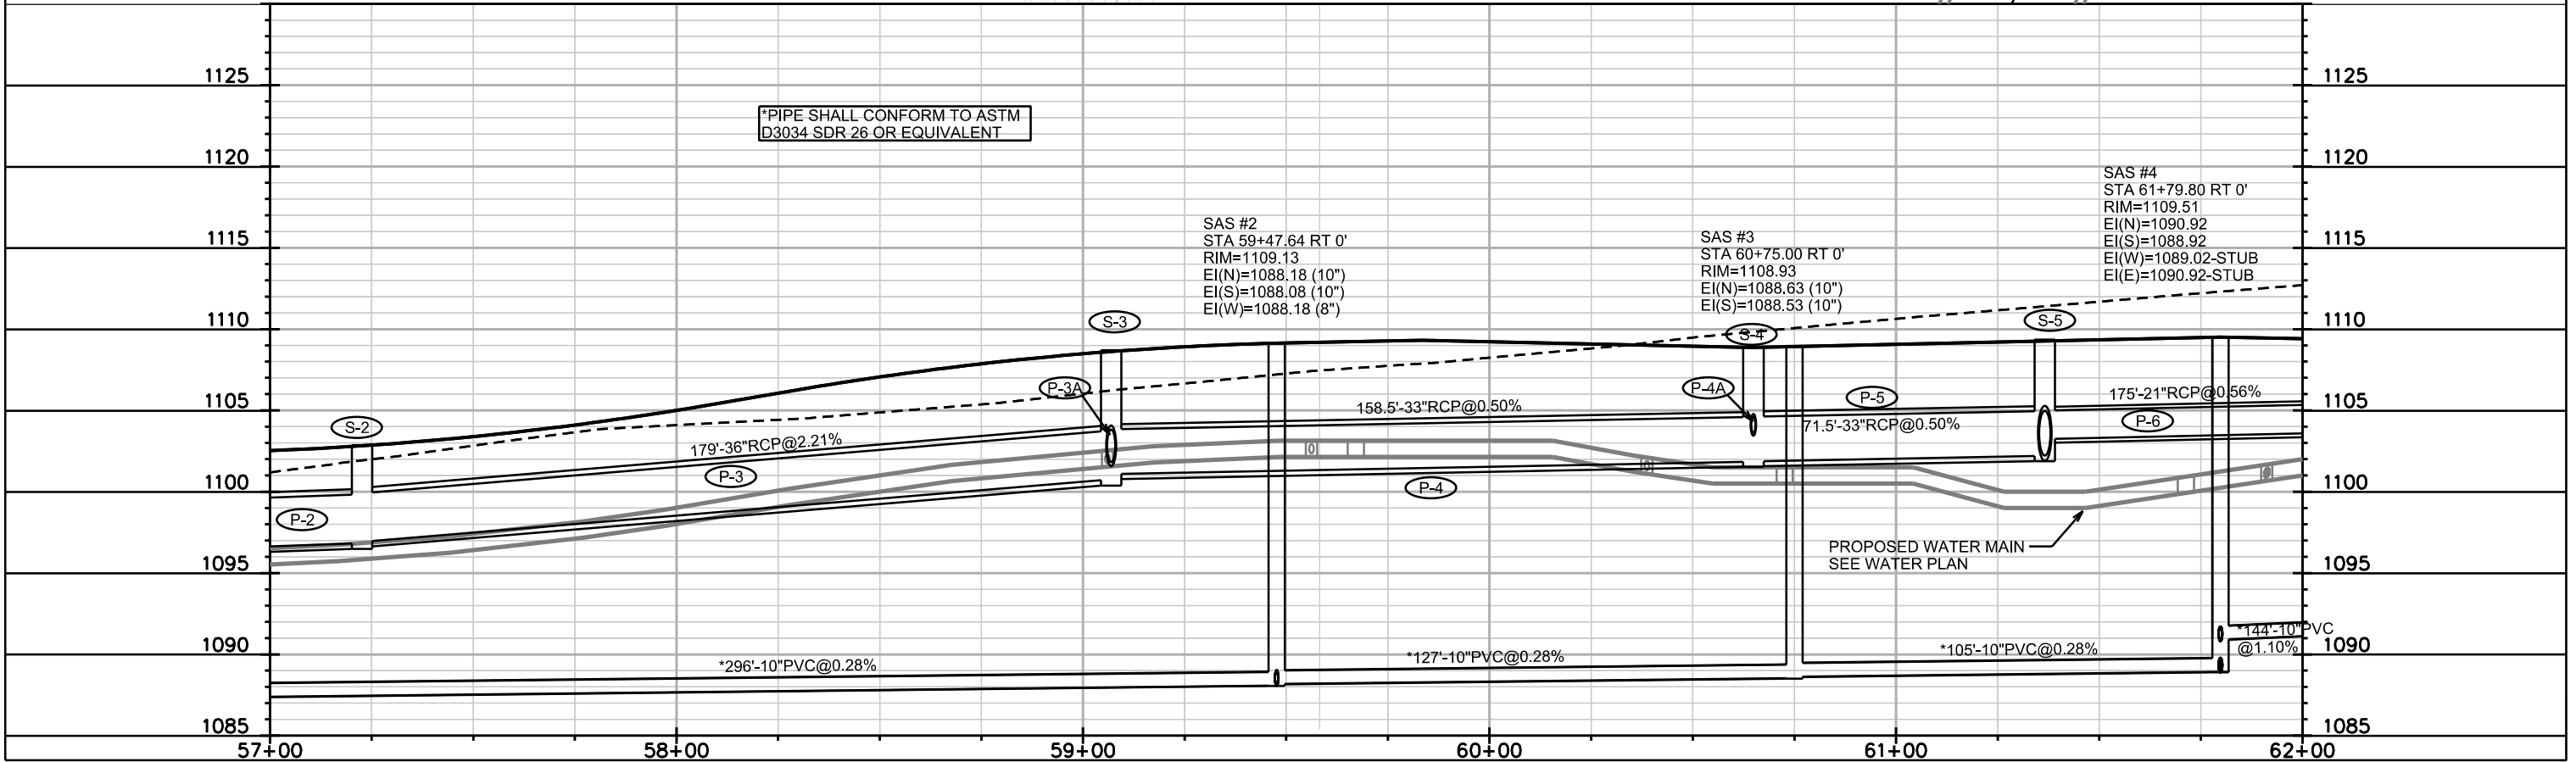 1125
1120
1115
1110
1105
1100
1095
1090
1085
*PIPE SHALL CONFORM TO ASTM
D3034 SDR 26 OR EQUIVALENT
SAS #2
STA 59+47.64 RT 0'
RIM=1109.13
EI(N)=1088.18 (10")
EI(S)=1088.08 (10")
EI(W)=1088.18 (8")
SAS #3
STA 60+75.00 RT 0'
RIM=1108.93
EI(N)=1088.63 (10")
EI(S)=1088.53 (10")
SAS #4
STA 61+79.80 RT 0'
RIM=1109.51
EI(N)=1090.92
EI(S)=1088.92
EI(W)=1089.02-STUB
EI(E)=1090.92-STUB
S-2
S-3
S-4
S-5
P-3A
P-4A
P-5
P-6
P-2
P-3
P-4
179'-36"RCP@2.21%
158.5'-33"RCP@0.50%
71.5'-33"RCP@0.50%
175'-21"RCP@0.56%
PROPOSED WATER MAIN
SEE WATER PLAN
*296'-10"PVC@0.28%
*127'-10"PVC@0.28%
*105'-10"PVC@0.28%
*144'-10"PVC
@1.10%
1125
1120
1115
1110
1105
1100
1095
1090
1085
57+00
58+00
59+00
60+00
61+00
62+00